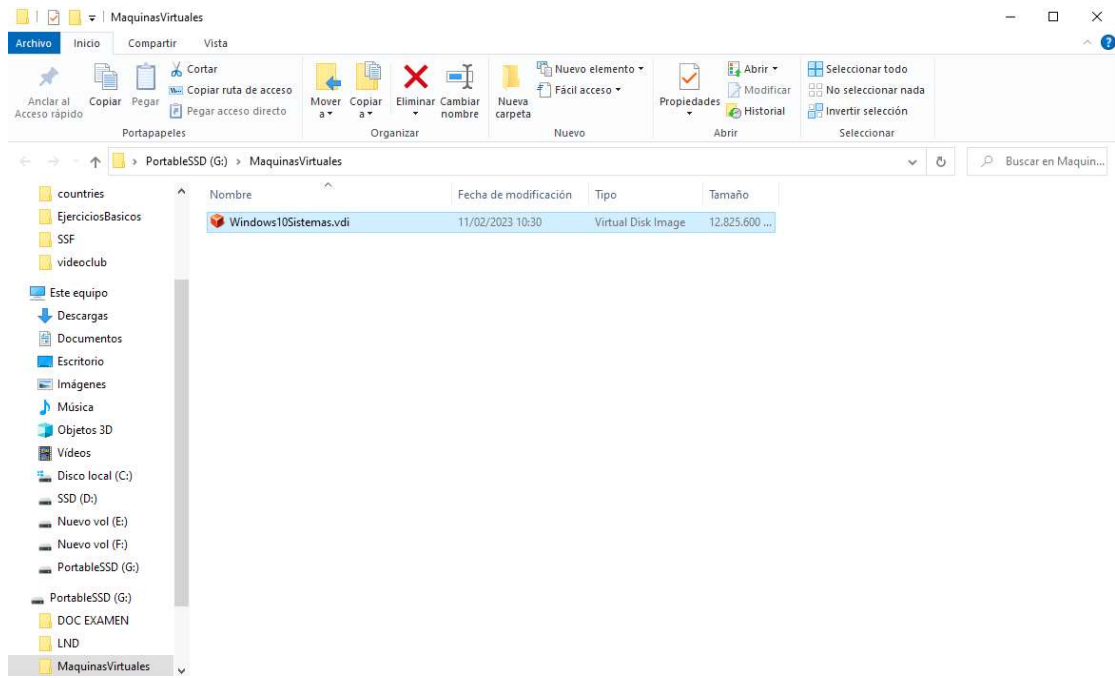 MaquinasVirtuales
Archivo Inicio Compartir Vista
Anclar al Acceso rápido
Copiar
Pegar
Cortar
Copiar ruta de acceso
Pegar acceso directo
Portapapeles
Mover a
Copiar a
Eliminar
Cambiar nombre
Organizar
Nueva carpeta
Nuevo elemento
Fácil acceso
Nuevo
Propiedades
Abrir
Modificar
Historial
Abrir
Seleccionar todo
No seleccionar nada
Invertir selección
Seleccionar
PortableSSD (G:) MaquinasVirtuales
Buscar en Maquin...
Nombre Fecha de modificación Tipo Tamaño
Windows10Sistemas.vdi 11/02/2023 10:30 Virtual Disk Image 12.825.600 ...
countries
EjerciciosBasicos
SSF
videoclub
Este equipo
Descargas
Documentos
Escritorio
Imágenes
Música
Objetos 3D
Vídeos
Disco local (C:)
SSD (D:)
Nuevo vol (E:)
Nuevo vol (F:)
PortableSSD (G:)
PortableSSD (G:)
DOC EXAMEN
LND
MaquinasVirtuales